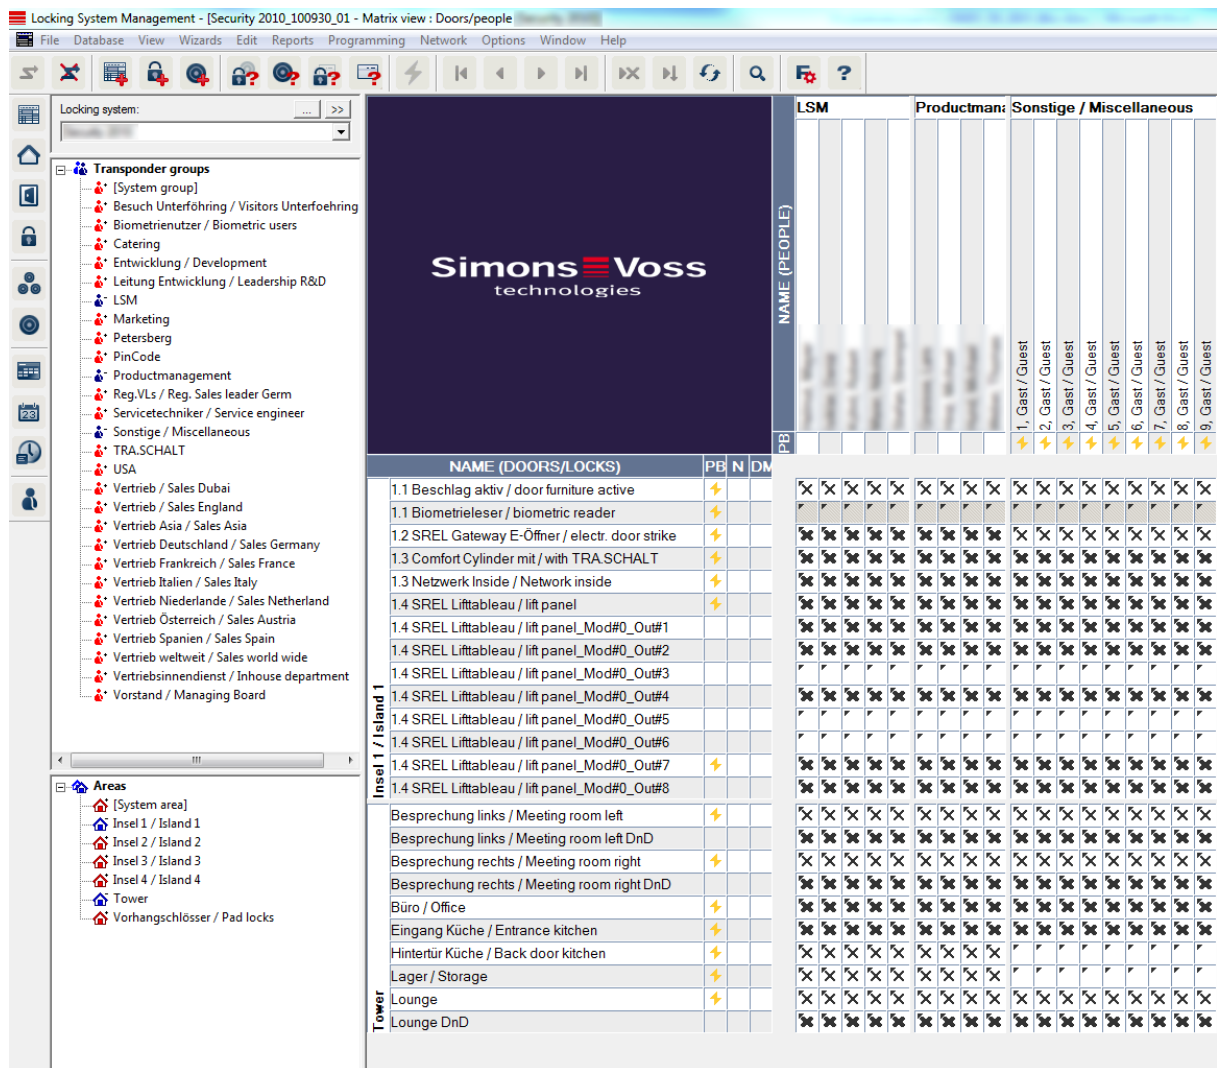 Locking System Management - [Security 2010_100930_01 - Matrix view : Doors/people
File Database View Wizards Edit Reports Programming Network Options Window Help
Locking system:
... >>
Transponder groups
[System group]
Besuch Unterföhring / Visitors Unterfoehring
Biometrienutzer / Biometric users
Catering
Entwicklung / Development
Leitung Entwicklung / Leadership R&D
LSM
Marketing
Petersberg
PinCode
Productmanagement
Reg.VLs / Reg. Sales leader Germ
Servicetechniker / Service engineer
Sonstige / Miscellaneous
TRA.SCHALT
USA
Vertrieb / Sales Dubai
Vertrieb / Sales England
Vertrieb Asia / Sales Asia
Vertrieb Deutschland / Sales Germany
Vertrieb Frankreich / Sales France
Vertrieb Italien / Sales Italy
Vertrieb Niederlande / Sales Netherland
Vertrieb Österreich / Sales Austria
Vertrieb Spanien / Sales Spain
Vertrieb weltweit / Sales world wide
Vertriebsinnendienst / Inhouse department
Vorstand / Managing Board
Areas
[System area]
Insel 1 / Island 1
Insel 2 / Island 2
Insel 3 / Island 3
Insel 4 / Island 4
Tower
Vorhangschlösser / Pad locks
Simons Voss
technologies
NAME (PEOPLE)
PB
LSM Productmana Sonstige / Miscellaneous
1, Gast / Guest
2, Gast / Guest
3, Gast / Guest
4, Gast / Guest
5, Gast / Guest
6, Gast / Guest
7, Gast / Guest
8, Gast / Guest
9, Gast / Guest
NAME (DOORS/LOCKS) PB N DM
Insel 1 / Island 1
1.1 Beschlag aktiv / door furniture active
1.1 Biometrieleser / biometric reader
1.2 SREL Gateway E-Öffner / electr. door strike
1.3 Comfort Cylinder mit / with TRA.SCHALT
1.3 Netzwerk Inside / Network inside
1.4 SREL Lifttableau / lift panel
1.4 SREL Lifttableau / lift panel_Mod#0_Out#1
1.4 SREL Lifttableau / lift panel_Mod#0_Out#2
1.4 SREL Lifttableau / lift panel_Mod#0_Out#3
1.4 SREL Lifttableau / lift panel_Mod#0_Out#4
1.4 SREL Lifttableau / lift panel_Mod#0_Out#5
1.4 SREL Lifttableau / lift panel_Mod#0_Out#6
1.4 SREL Lifttableau / lift panel_Mod#0_Out#7
1.4 SREL Lifttableau / lift panel_Mod#0_Out#8
Tower
Besprechung links / Meeting room left
Besprechung links / Meeting room left DnD
Besprechung rechts / Meeting room right
Besprechung rechts / Meeting room right DnD
Büro / Office
Eingang Küche / Entrance kitchen
Hintertür Küche / Back door kitchen
Lager / Storage
Lounge
Lounge DnD